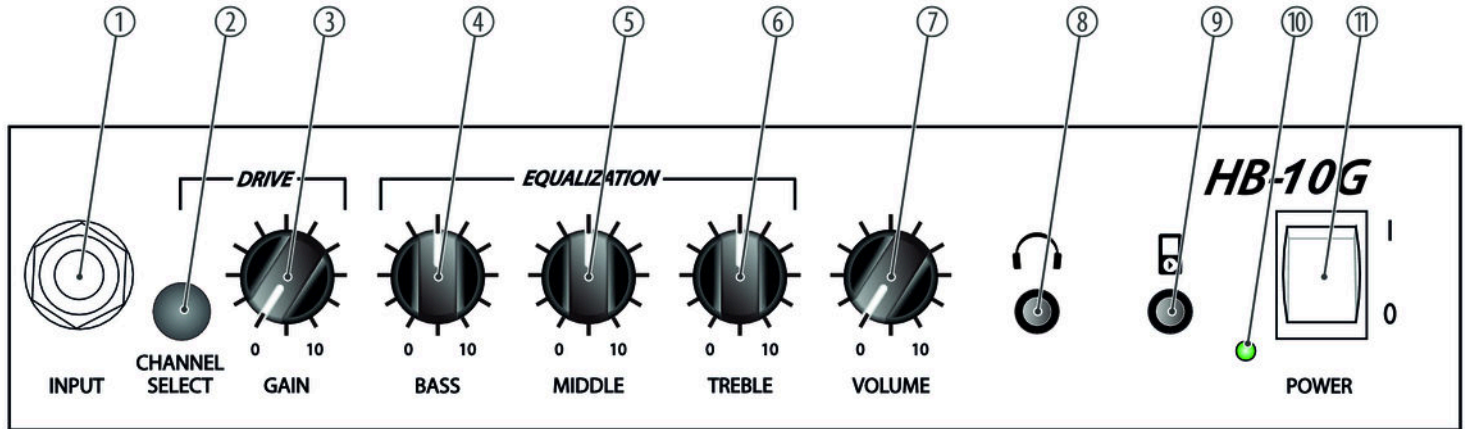 ① ② ③ ④ ⑤ ⑥ ⑦ ⑧ ⑨ ⑩ ⑪
DRIVE EQUALIZATION HB-10G
I
O
0 10 0 10 0 10 0 10 0 10
CHANNEL
INPUT SELECT GAIN BASS MIDDLE TREBLE VOLUME POWER